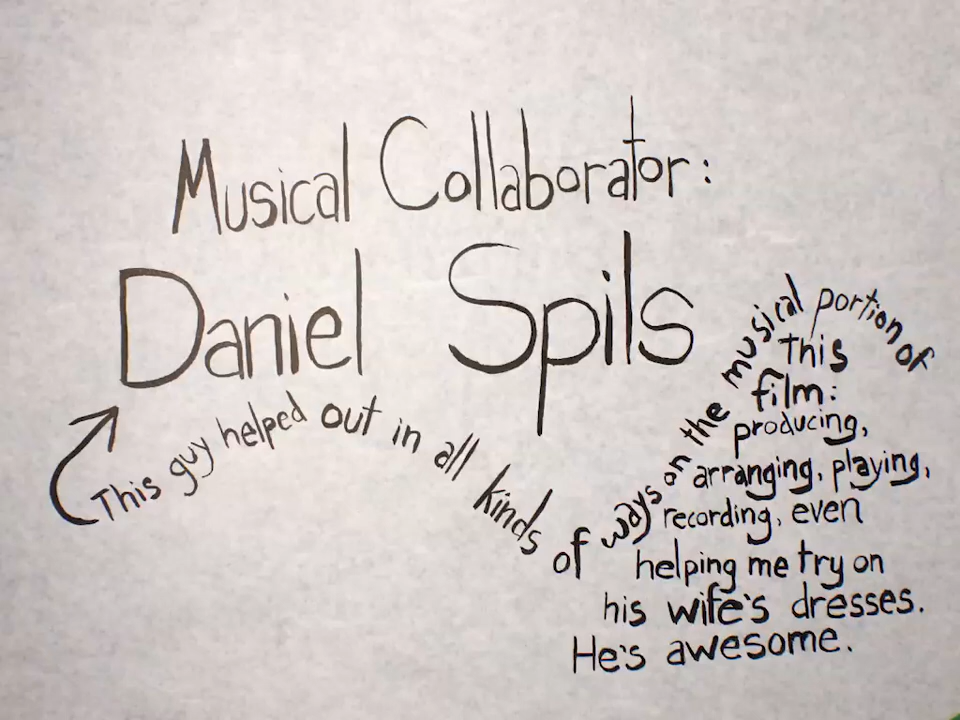 Musical Collaborator:
Daniel Spils
This guy helped out in all kinds of ways on the musical portion of
this
film:
producing,
arranging, playing,
recording, even
helping me try on
his wife's dresses.
He's awesome.